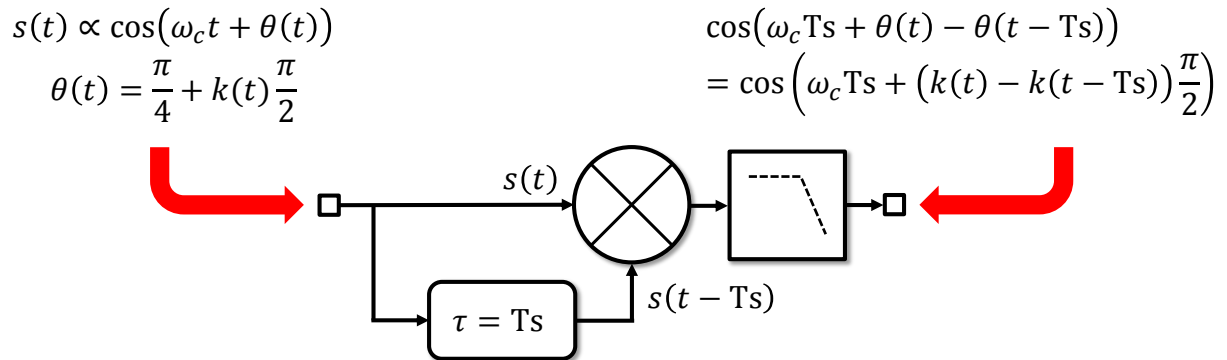 s(t) ∝ cos(ω_c t + θ(t))
θ(t) = π/4 + k(t) π/2
cos(ω_c Ts + θ(t) − θ(t − Ts))
= cos(ω_c Ts + (k(t) − k(t − Ts)) π/2)
s(t)
s(t − Ts)
τ = Ts